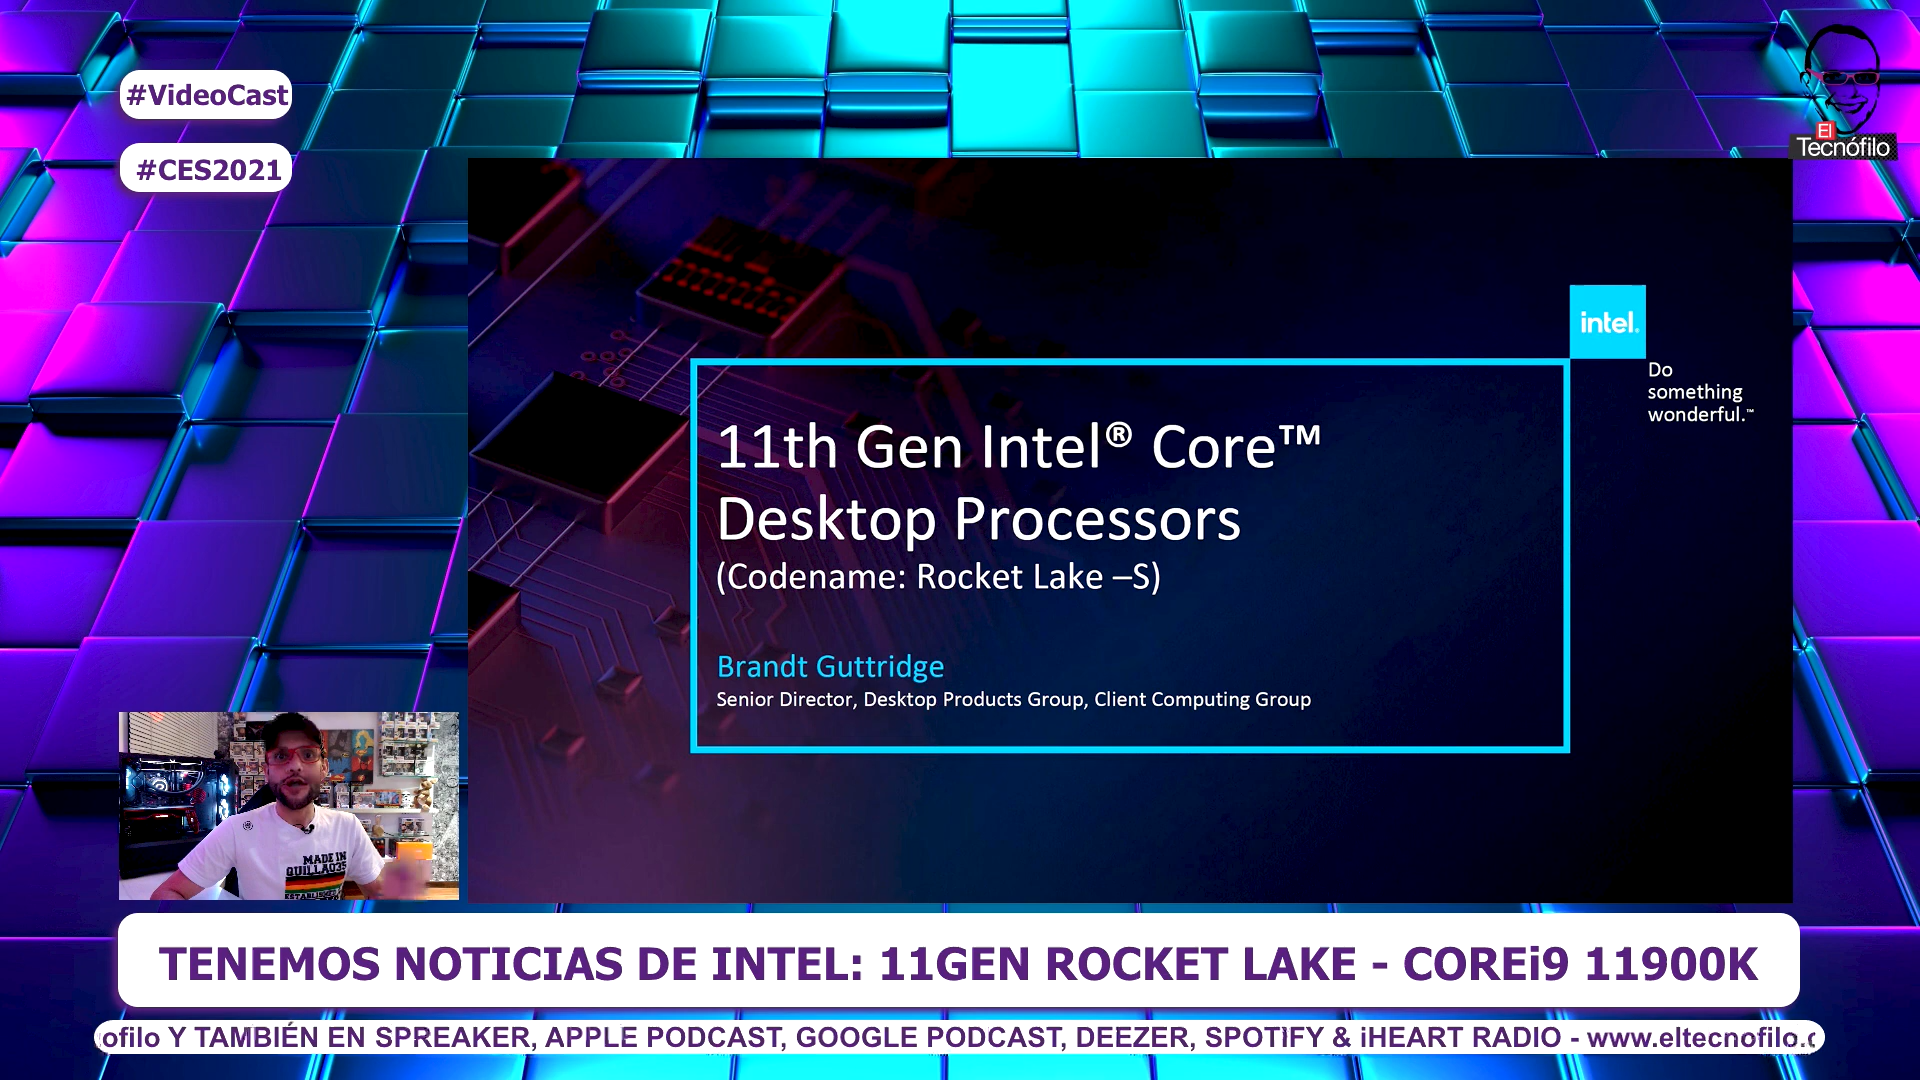 #VideoCast
#CES2021
El
Tecnófilo
intel.
Do
something
wonderful.™
11th Gen Intel® Core™
Desktop Processors
(Codename: Rocket Lake –S)
Brandt Guttridge
Senior Director, Desktop Products Group, Client Computing Group
MADE IN
QUILLA035
TENEMOS NOTICIAS DE INTEL: 11GEN ROCKET LAKE - COREi9 11900K
ofilo Y TAMBIÉN EN SPREAKER, APPLE PODCAST, GOOGLE PODCAST, DEEZER, SPOTIFY & iHEART RADIO - www.eltecnofilo.c